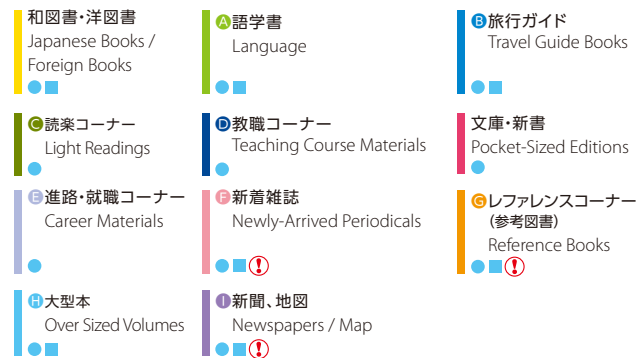 和図書・洋図書
Japanese Books /
Foreign Books
A語学書
Language
B旅行ガイド
Travel Guide Books
C読楽コーナー
Light Readings
D教職コーナー
Teaching Course Materials
文庫・新書
Pocket-Sized Editions
E進路・就職コーナー
Career Materials
F新着雑誌
Newly-Arrived Periodicals
!
Gレファレンスコーナー
(参考図書)
Reference Books
!
H大型本
Over Sized Volumes
I新聞、地図
Newspapers / Map
!